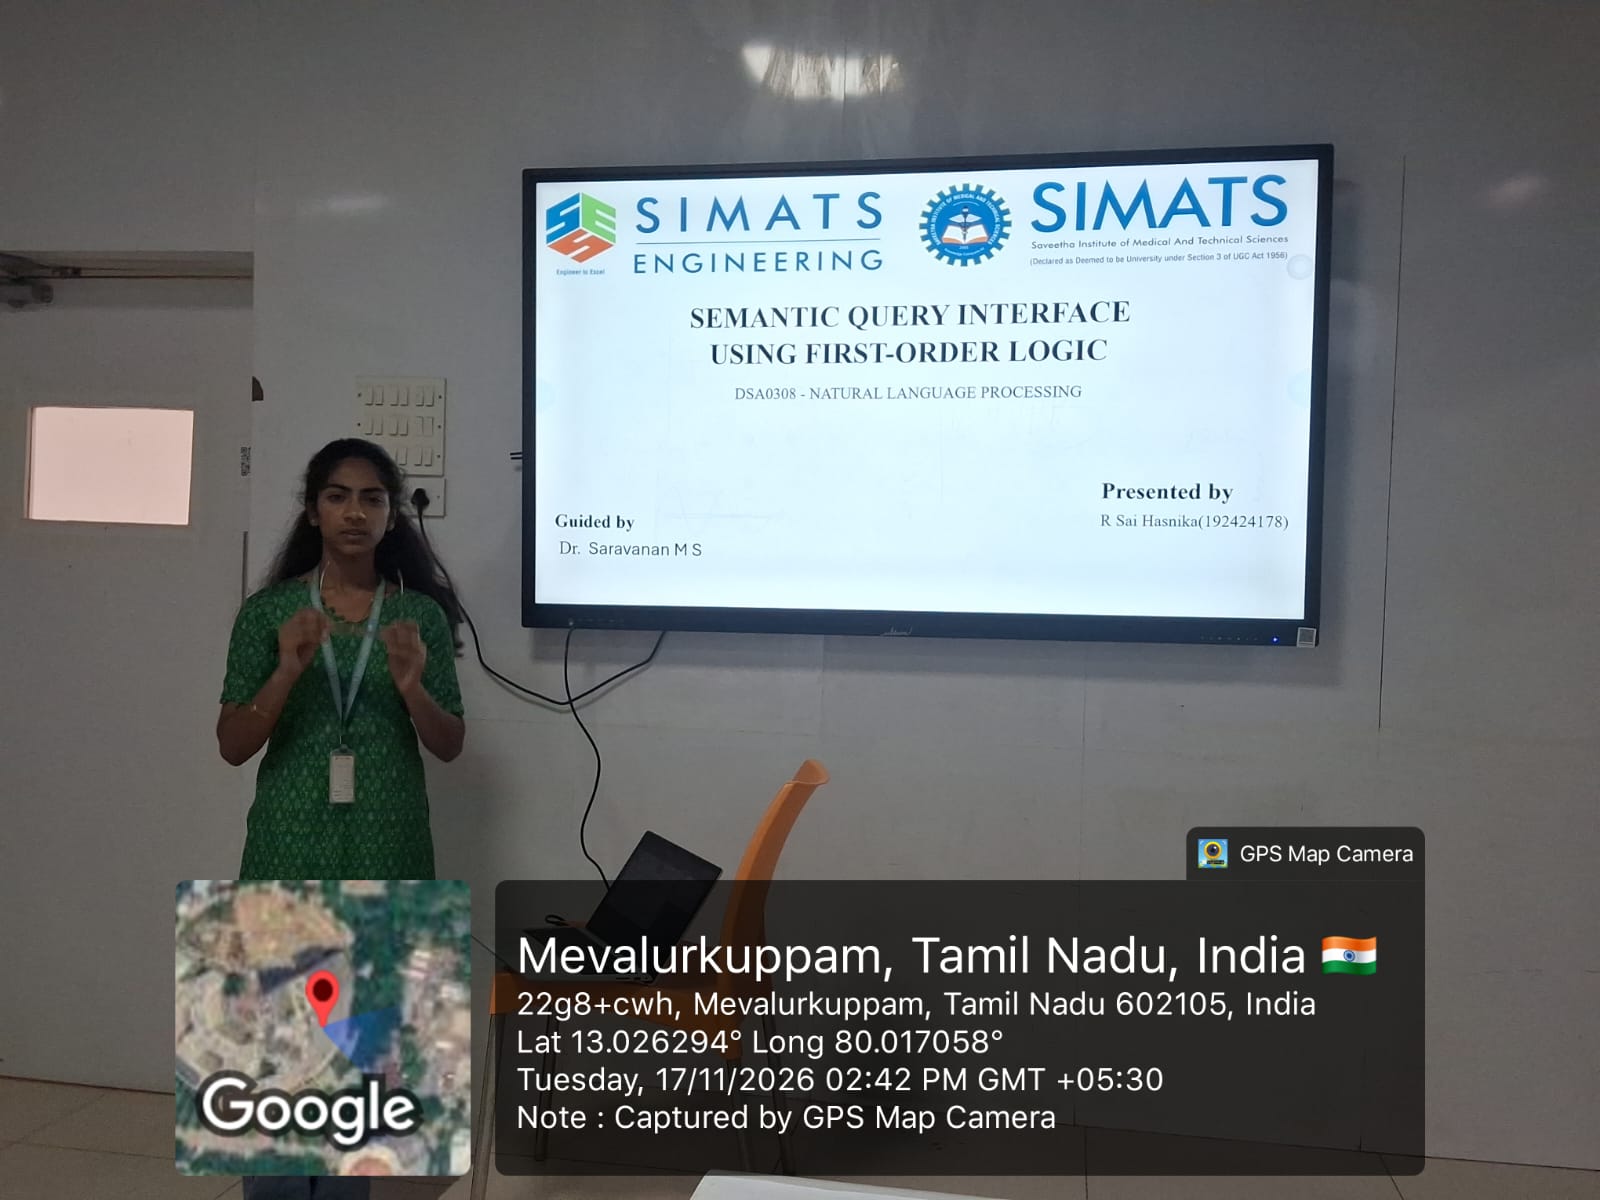 SIMATS
ENGINEERING
Engineer to Excel
SIMATS
Saveetha Institute of Medical And Technical Sciences
(Declared as Deemed to be University under Section 3 of UGC Act 1956)
SEMANTIC QUERY INTERFACE
USING FIRST-ORDER LOGIC
DSA0308 - NATURAL LANGUAGE PROCESSING
Presented by
R Sai Hasnika(192424178)
Guided by
Dr. Saravanan M S
GPS Map Camera
Mevalurkuppam, Tamil Nadu, India
22g8+cwh, Mevalurkuppam, Tamil Nadu 602105, India
Lat 13.026294° Long 80.017058°
Tuesday, 17/11/2026 02:42 PM GMT +05:30
Note : Captured by GPS Map Camera
Google